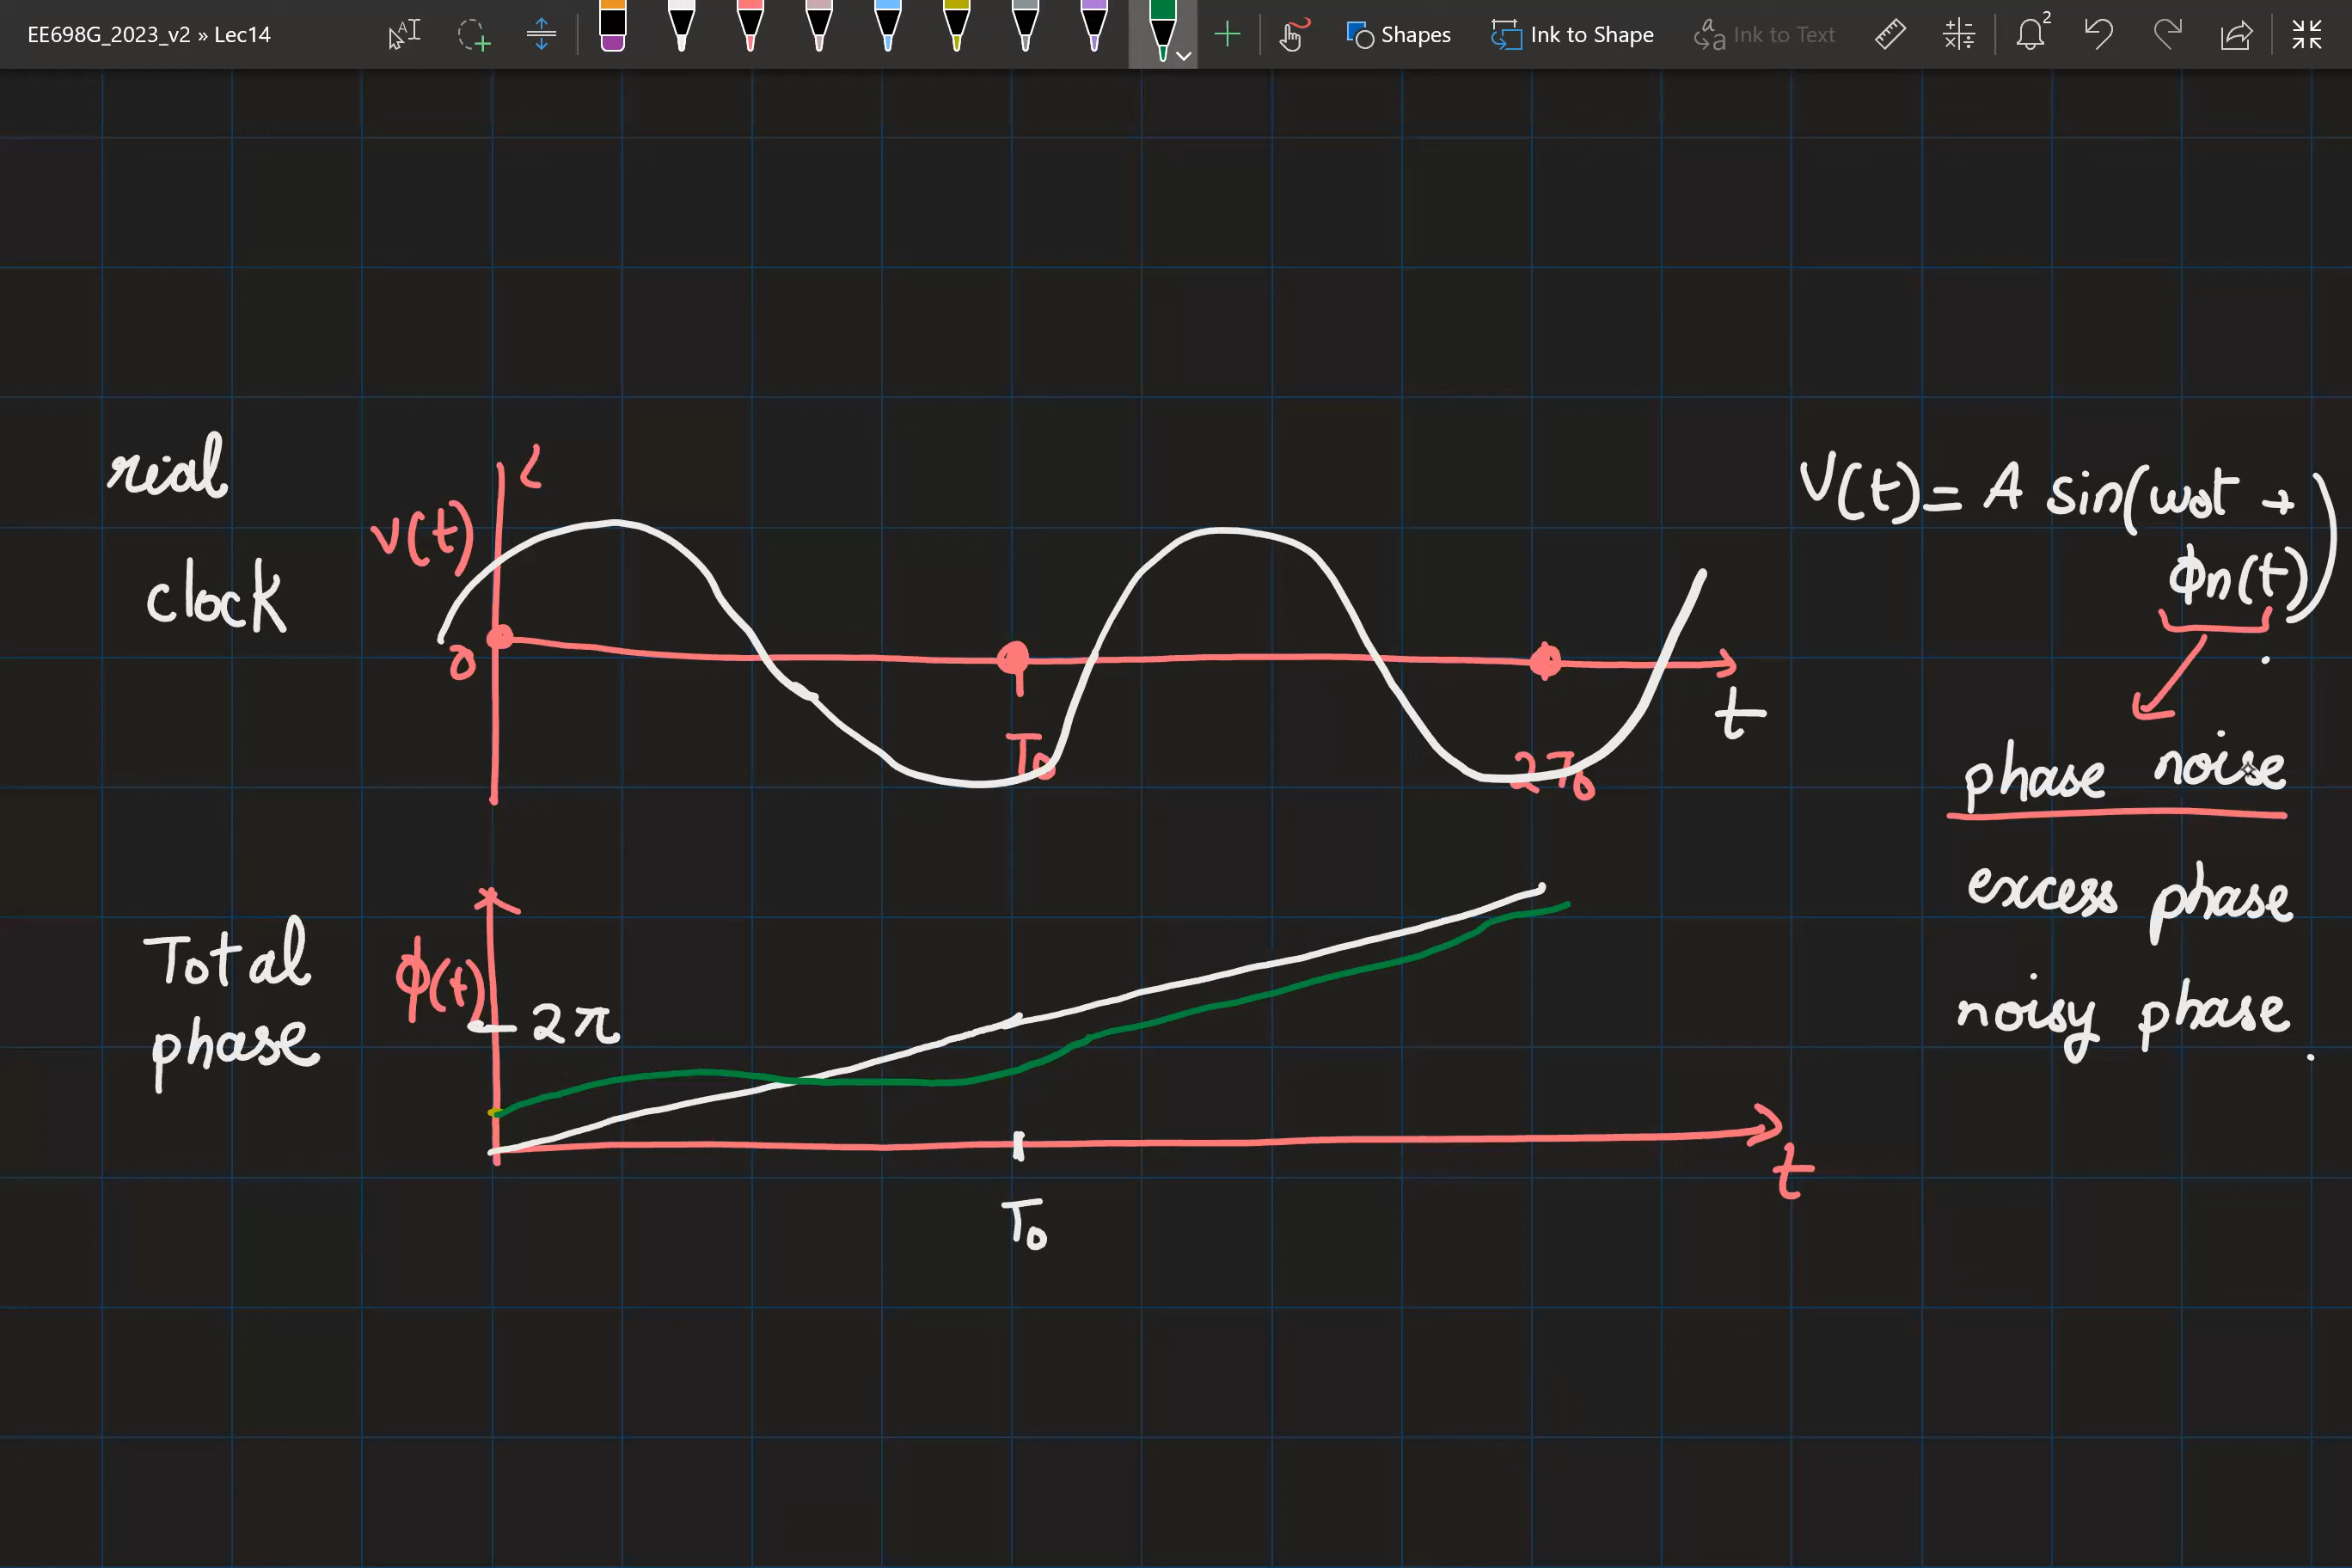 EE698G_2023_v2 » Lec14
Shapes
Ink to Shape
Ink to Text
2
real
clock
v(t)
0
T₀
2T₀
t
V(t) = A sin(ω₀t +
ϕn(t))
phase noise
excess phase
noisy phase
Total
phase
ϕ(t)
2π
T₀
t